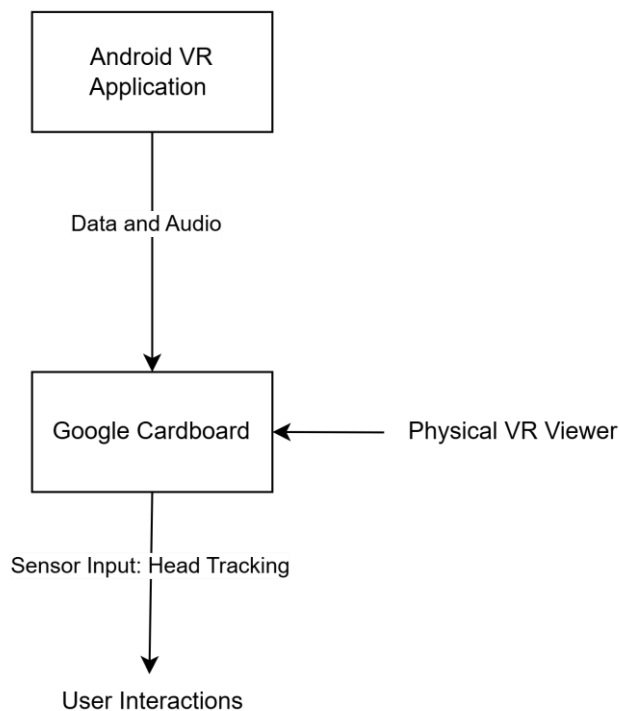 Android VR
Application
Data and Audio
Google Cardboard
Physical VR Viewer
Sensor Input: Head Tracking
User Interactions